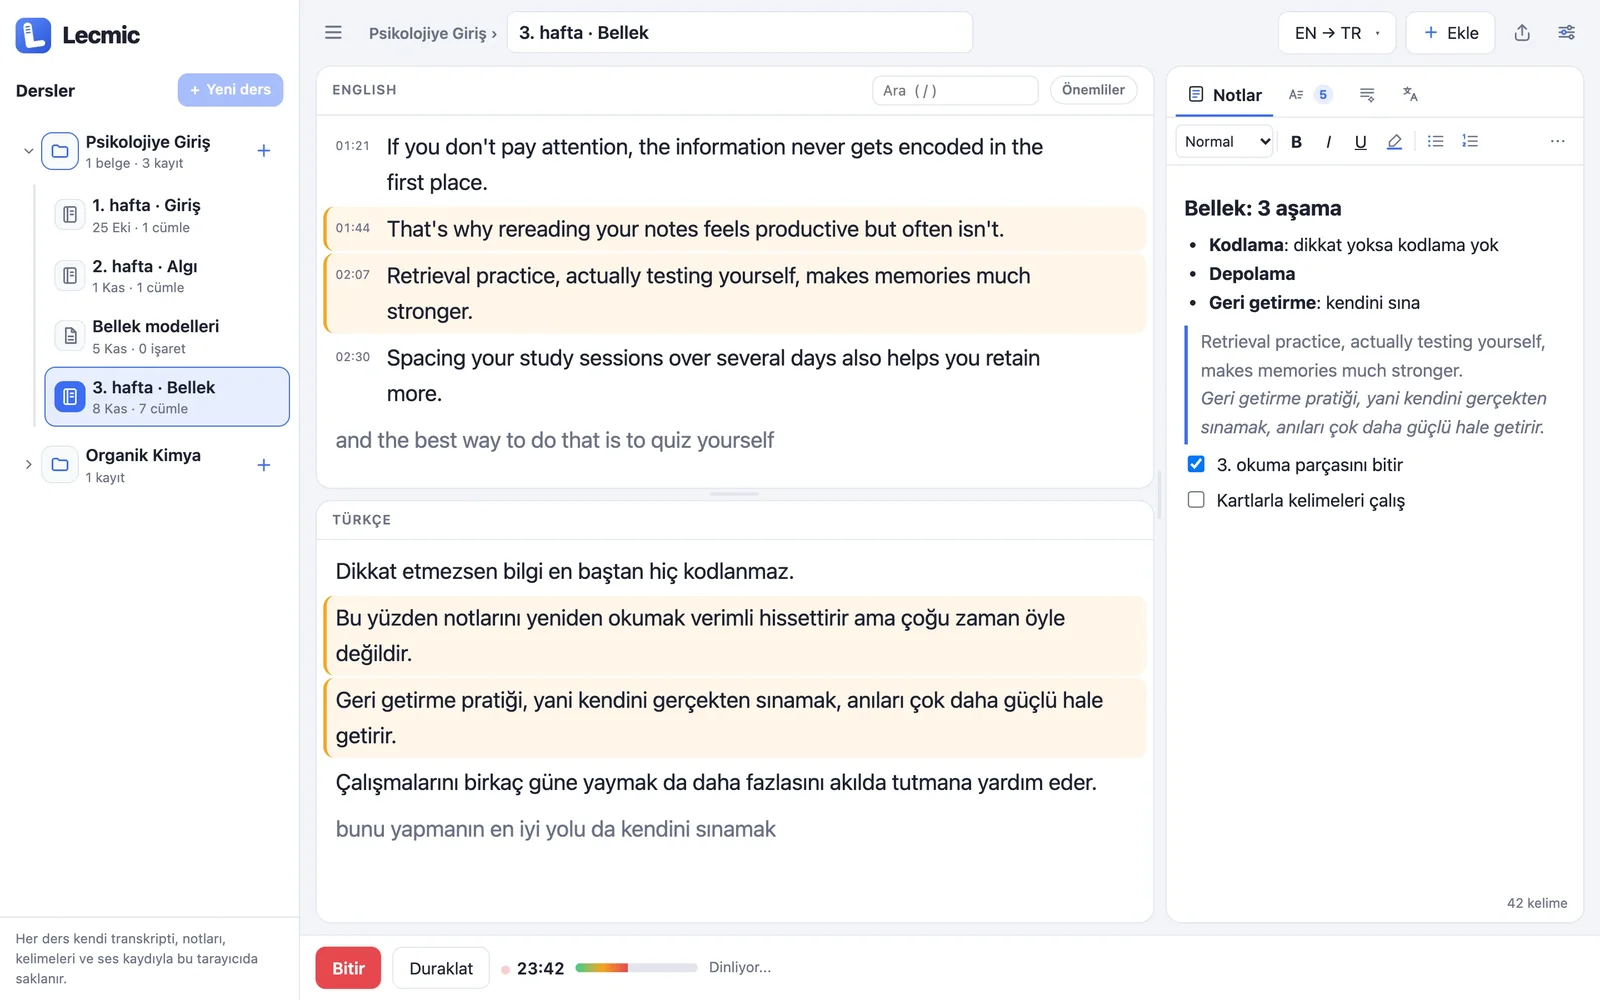 Lecmic
Dersler
+ Yeni ders
Psikolojiye Giriş
1 belge · 3 kayıt
1. hafta · Giriş
25 Eki · 1 cümle
2. hafta · Algı
1 Kas · 1 cümle
Bellek modelleri
5 Kas · 0 işaret
3. hafta · Bellek
8 Kas · 7 cümle
Organik Kimya
1 kayıt
Her ders kendi transkripti, notları,
kelimeleri ve ses kaydıyla bu tarayıcıda
saklanır.
Psikolojiye Giriş ›
3. hafta · Bellek
EN → TR
+ Ekle
ENGLISH
Ara ( / )
Önemliler
01:21 If you don't pay attention, the information never gets encoded in the
first place.
01:44 That's why rereading your notes feels productive but often isn't.
02:07 Retrieval practice, actually testing yourself, makes memories much
stronger.
02:30 Spacing your study sessions over several days also helps you retain
more.
and the best way to do that is to quiz yourself
TÜRKÇE
Dikkat etmezsen bilgi en baştan hiç kodlanmaz.
Bu yüzden notlarını yeniden okumak verimli hissettirir ama çoğu zaman öyle
değildir.
Geri getirme pratiği, yani kendini gerçekten sınamak, anıları çok daha güçlü hale
getirir.
Çalışmalarını birkaç güne yaymak da daha fazlasını akılda tutmana yardım eder.
bunu yapmanın en iyi yolu da kendini sınamak
Bitir
Duraklat
23:42
Dinliyor...
Notlar
5
Normal
B I U
Bellek: 3 aşama
• Kodlama: dikkat yoksa kodlama yok
• Depolama
• Geri getirme: kendini sına
Retrieval practice, actually testing yourself,
makes memories much stronger.
Geri getirme pratiği, yani kendini gerçekten
sınamak, anıları çok daha güçlü hale getirir.
3. okuma parçasını bitir
Kartlarla kelimeleri çalış
42 kelime